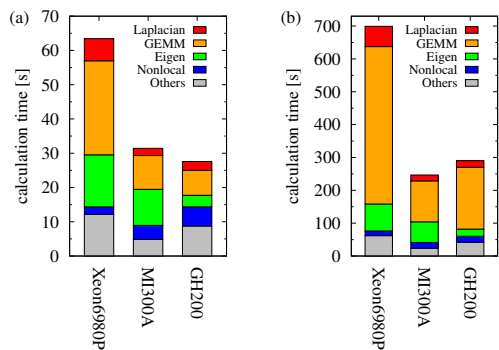 (a)
calculation time [s]
70
60
50
40
30
20
10
0
Laplacian
GEMM
Eigen
Nonlocal
Others
Xeon6980P
MI300A
GH200
(b)
calculation time [s]
700
600
500
400
300
200
100
0
Laplacian
GEMM
Eigen
Nonlocal
Others
Xeon6980P
MI300A
GH200